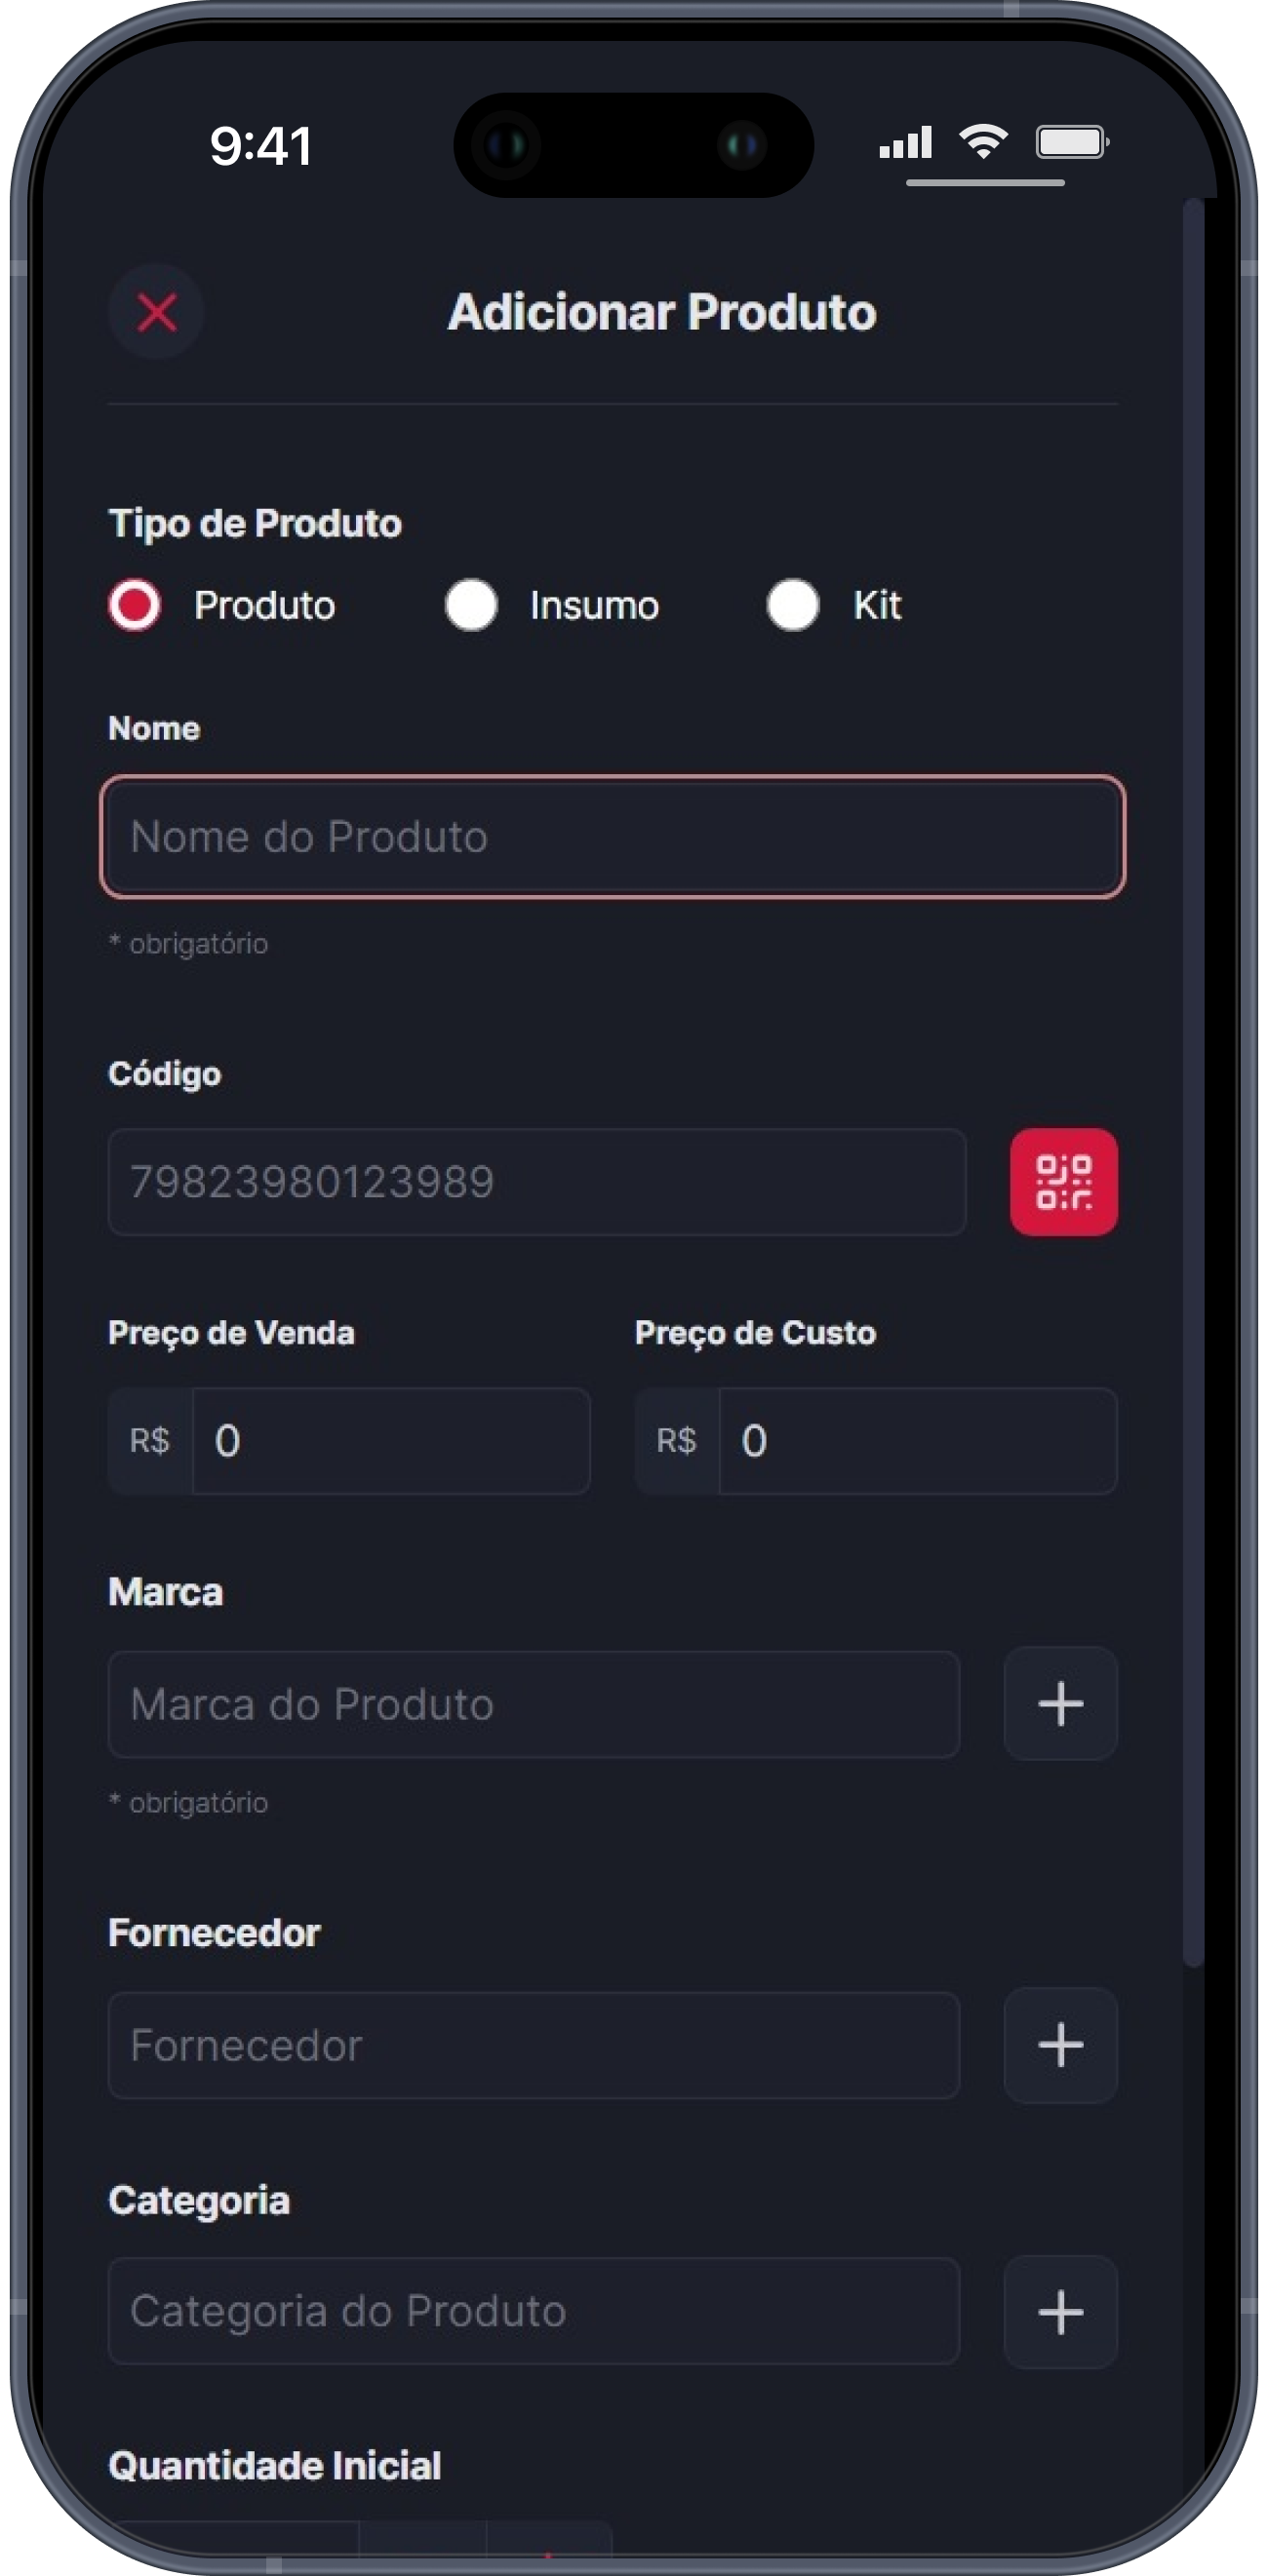 9:41
Adicionar Produto
Tipo de Produto
Produto Insumo Kit
Nome
Nome do Produto
* obrigatório
Código
79823980123989
Preço de Venda Preço de Custo
R$ 0 R$ 0
Marca
Marca do Produto
* obrigatório
Fornecedor
Fornecedor
Categoria
Categoria do Produto
Quantidade Inicial